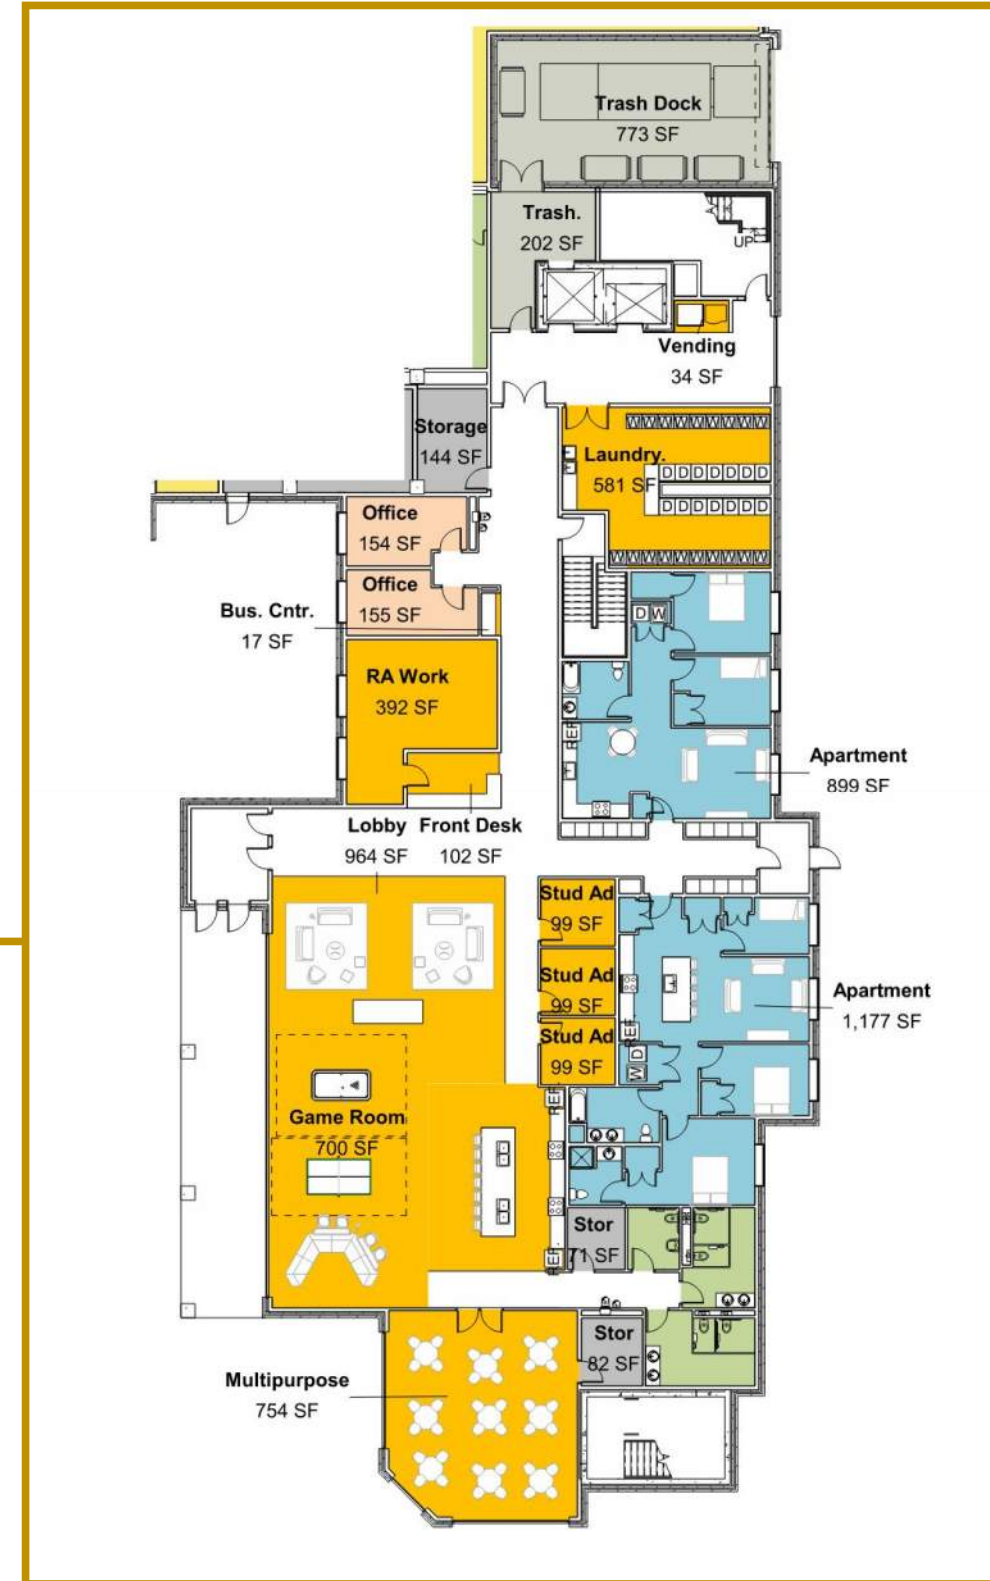 Trash Dock
773 SF
Trash.
202 SF
UP
Vending
34 SF
Storage
144 SF
Laundry.
581 SF
D D D D D D D
D D D D D D D
Office
154 SF
Office
155 SF
Bus. Cntr.
17 SF
D W
RA Work
392 SF
REF
Apartment
899 SF
Lobby
964 SF
Front Desk
102 SF
Stud Ad
99 SF
Stud Ad
99 SF
Stud Ad
99 SF
REF
W D
Apartment
1,177 SF
REF
Game Room
700 SF
REF
Stor
71 SF
Stor
82 SF
Multipurpose
754 SF